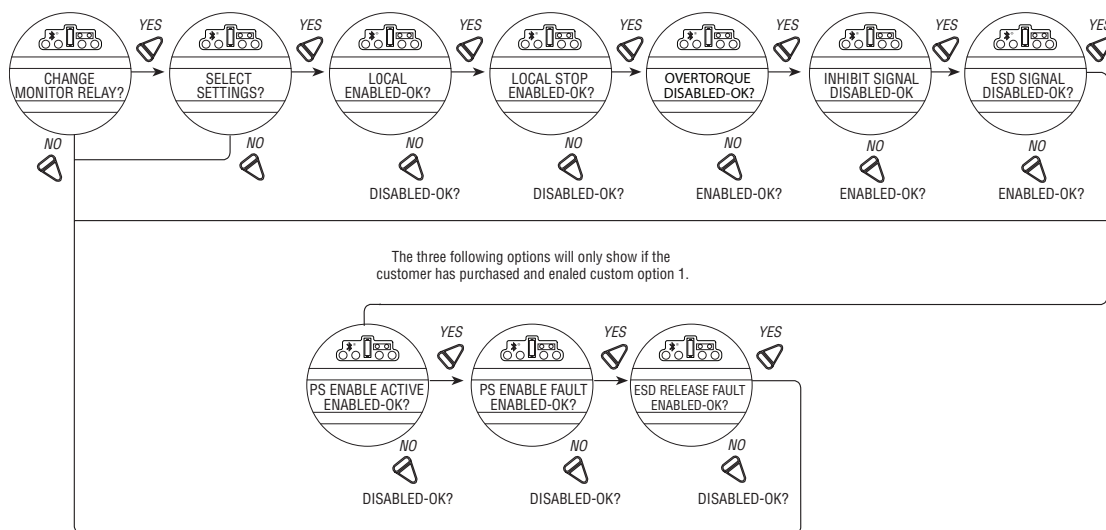 YES
YES
YES
YES
YES
YES
YES
CHANGE
MONITOR RELAY?
SELECT
SETTINGS?
LOCAL
ENABLED-OK?
LOCAL STOP
ENABLED-OK?
OVERTORQUE
DISABLED-OK?
INHIBIT SIGNAL
DISABLED-OK
ESD SIGNAL
DISABLED-OK?
NO
NO
NO
NO
NO
NO
NO
DISABLED-OK?
DISABLED-OK?
ENABLED-OK?
ENABLED-OK?
ENABLED-OK?
The three following options will only show if the
customer has purchased and enaled custom option 1.
YES
YES
YES
PS ENABLE ACTIVE
ENABLED-OK?
PS ENABLE FAULT
ENABLED-OK?
ESD RELEASE FAULT
ENABLED-OK?
NO
NO
NO
DISABLED-OK?
DISABLED-OK?
DISABLED-OK?